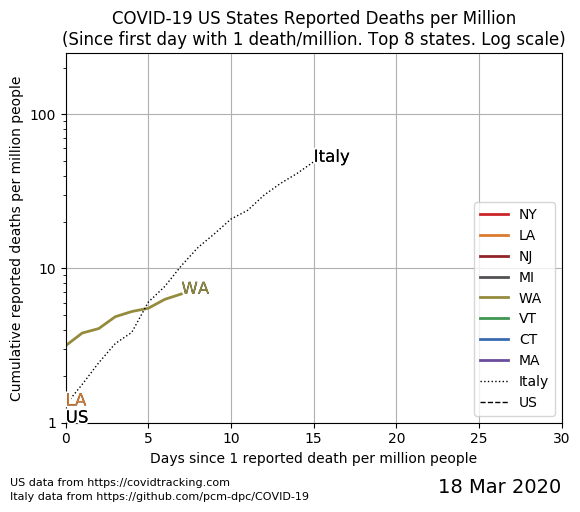 COVID-19 US States Reported Deaths per Million
(Since first day with 1 death/million. Top 8 states. Log scale)
Cumulative reported deaths per million people
100
10
1
Italy
WA
LA
US
NY
LA
NJ
MI
WA
VT
CT
MA
Italy
US
0 5 10 15 20 25 30
Days since 1 reported death per million people
US data from https://covidtracking.com
Italy data from https://github.com/pcm-dpc/COVID-19
18 Mar 2020